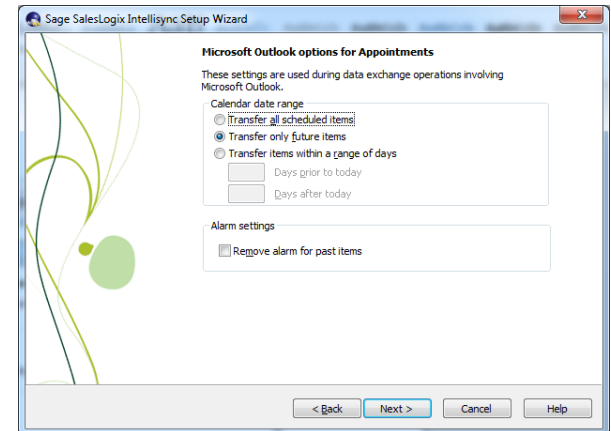 Sage SalesLogix Intellisync Setup Wizard
Microsoft Outlook options for Appointments
These settings are used during data exchange operations involving
Microsoft Outlook.
Calendar date range
Transfer all scheduled items
Transfer only future items
Transfer items within a range of days
Days prior to today
Days after today
Alarm settings
Remove alarm for past items
< Back Next > Cancel Help